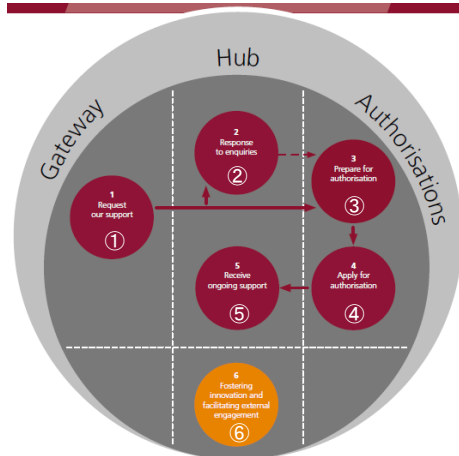 Gateway
Hub
Authorisations
1
Request
our support
①
2
Response
to enquiries
②
3
Prepare for
authorisation
③
4
Apply for
authorisation
④
5
Receive
ongoing support
⑤
6
Fostering
innovation and
facilitating external
engagement
⑥